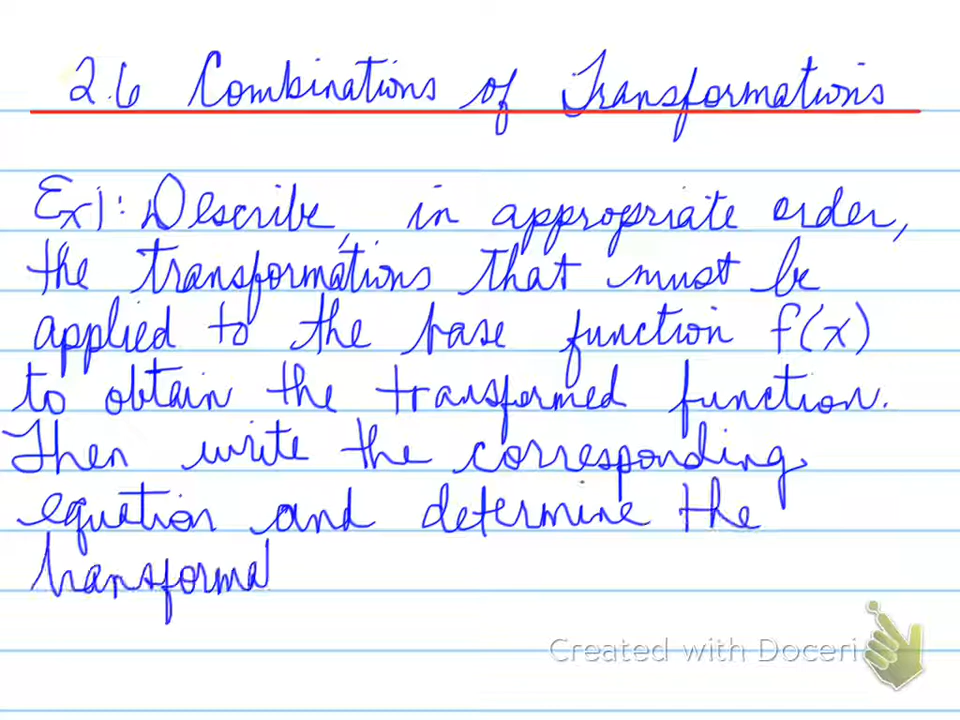 2.6 Combinations of Transformations
Ex1: Describe, in appropriate order,
the transformations that must be
applied to the base function f(x)
to obtain the transformed function.
Then write the corresponding
equation and determine the
transforma
Created with Doceri